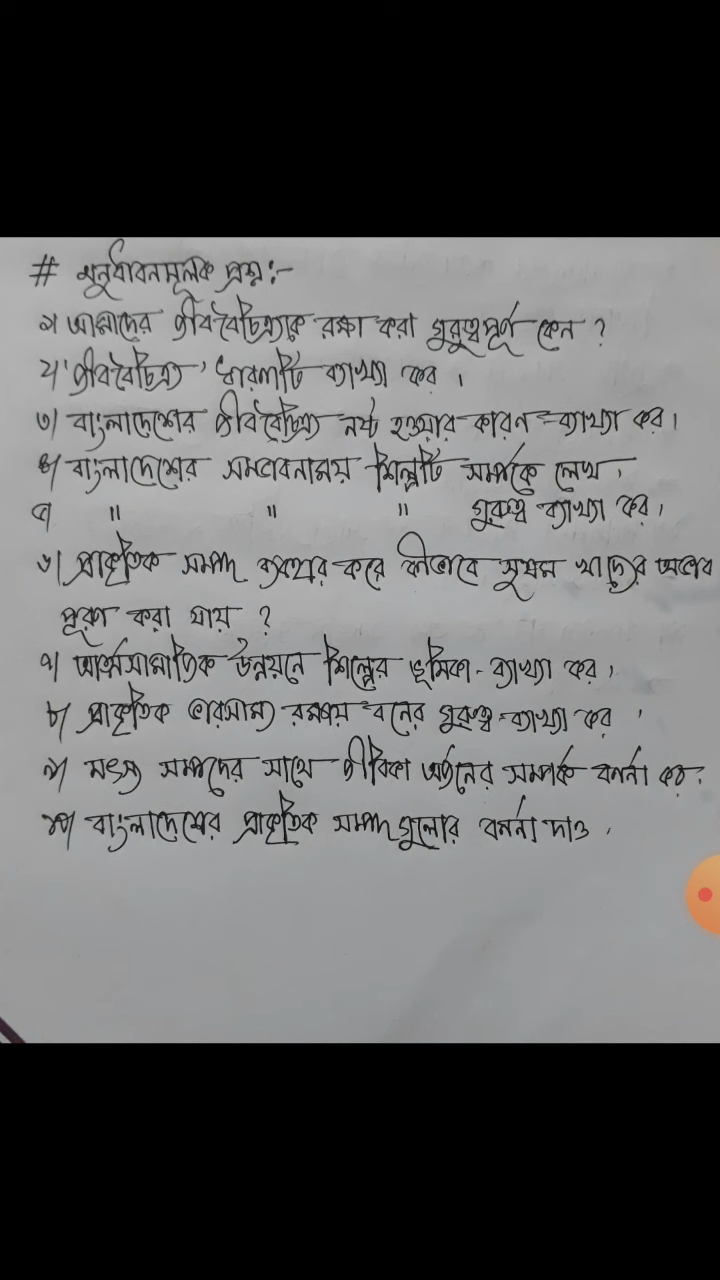 # অনুধাবনমূলক প্রশ্ন:-
১) আমাদের জীববৈচিত্র্যকে রক্ষা করা গুরুত্বপূর্ণ কেন ?
২) 'জীববৈচিত্র্য' ধারণাটি ব্যাখ্যা কর ।
৩) বাংলাদেশের জীববৈচিত্র্য নষ্ট হওয়ার কারণ - ব্যাখ্যা কর ।
৪) বাংলাদেশের সম্ভাবনাময় শিল্পটি সম্পর্কে লেখ ।
৫) " " " গুরুত্ব ব্যাখ্যা কর ।
৬) প্রাকৃতিক সম্পদ ব্যবহার করে কীভাবে সুষম খাদ্যের অভাব
পূরণ করা যায় ?
৭) আর্থসামাজিক উন্নয়নে শিল্পের ভূমিকা - ব্যাখ্যা কর ।
৮) প্রাকৃতিক ভারসাম্য রক্ষায় বনের গুরুত্ব - ব্যাখ্যা কর ।
৯) মৎস্য সম্পদের সাথে জীবিকা অর্জনের সম্পর্ক বর্ণনা কর ।
১০) বাংলাদেশের প্রাকৃতিক সম্পদগুলোর বর্ণনা দাও ।